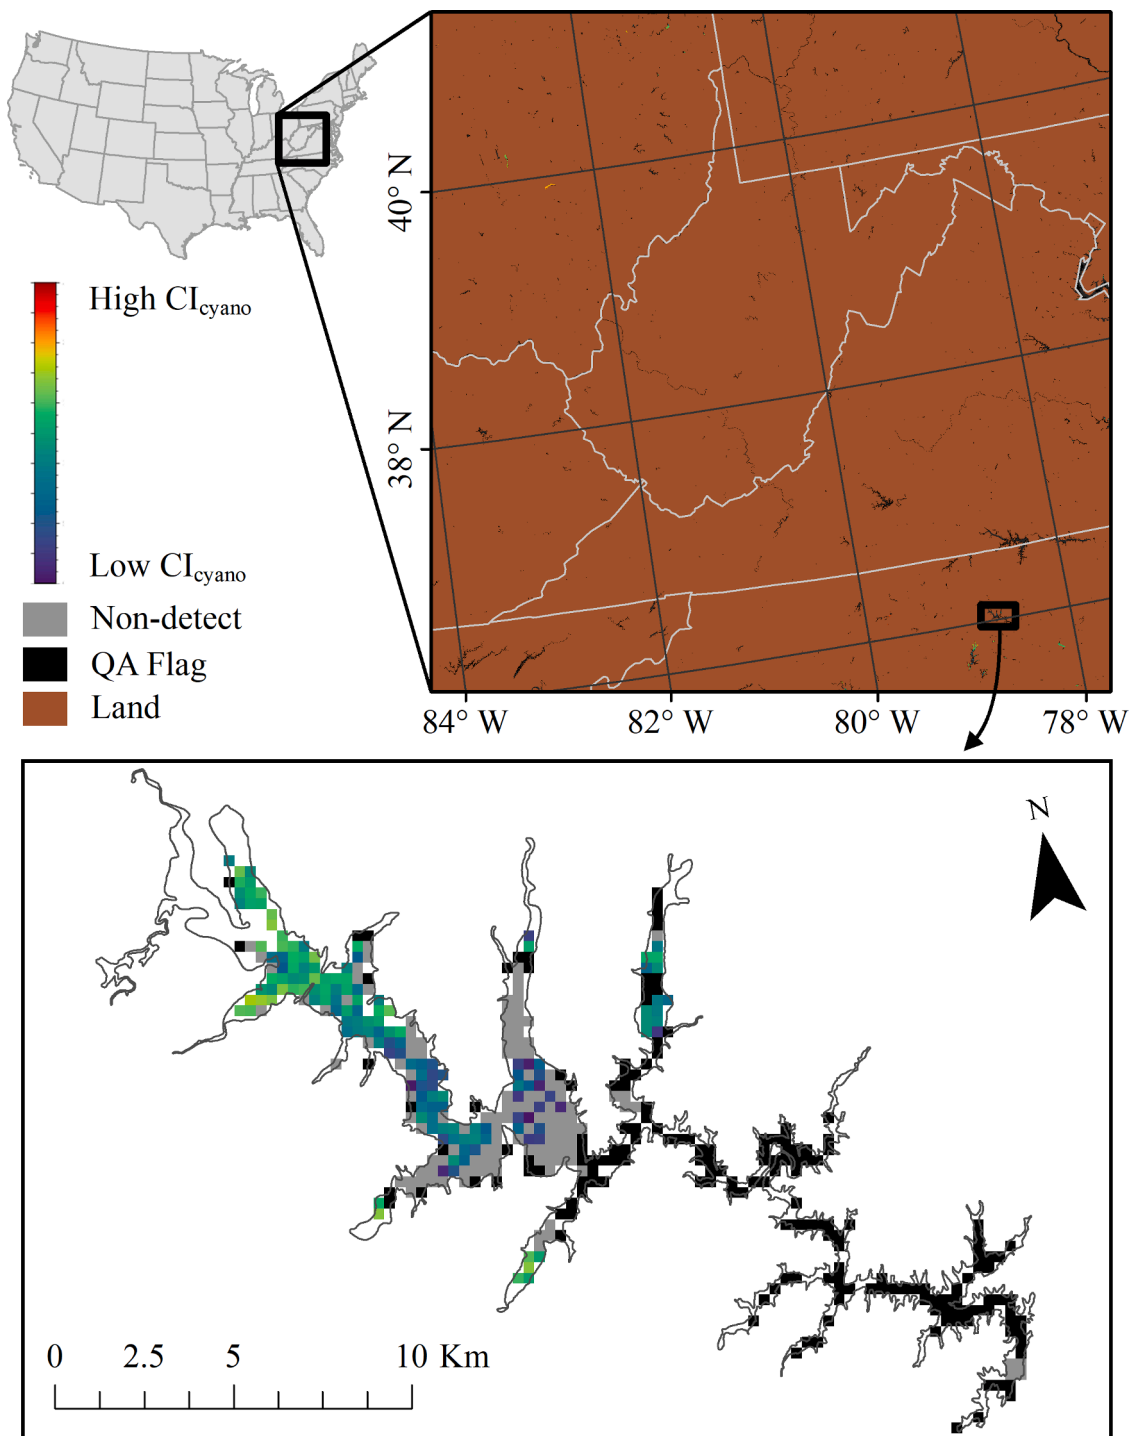 40° N
38° N
84° W
82° W
80° W
78° W
High CIcyano
Low CIcyano
Non-detect
QA Flag
Land
N
0 2.5 5 10 Km